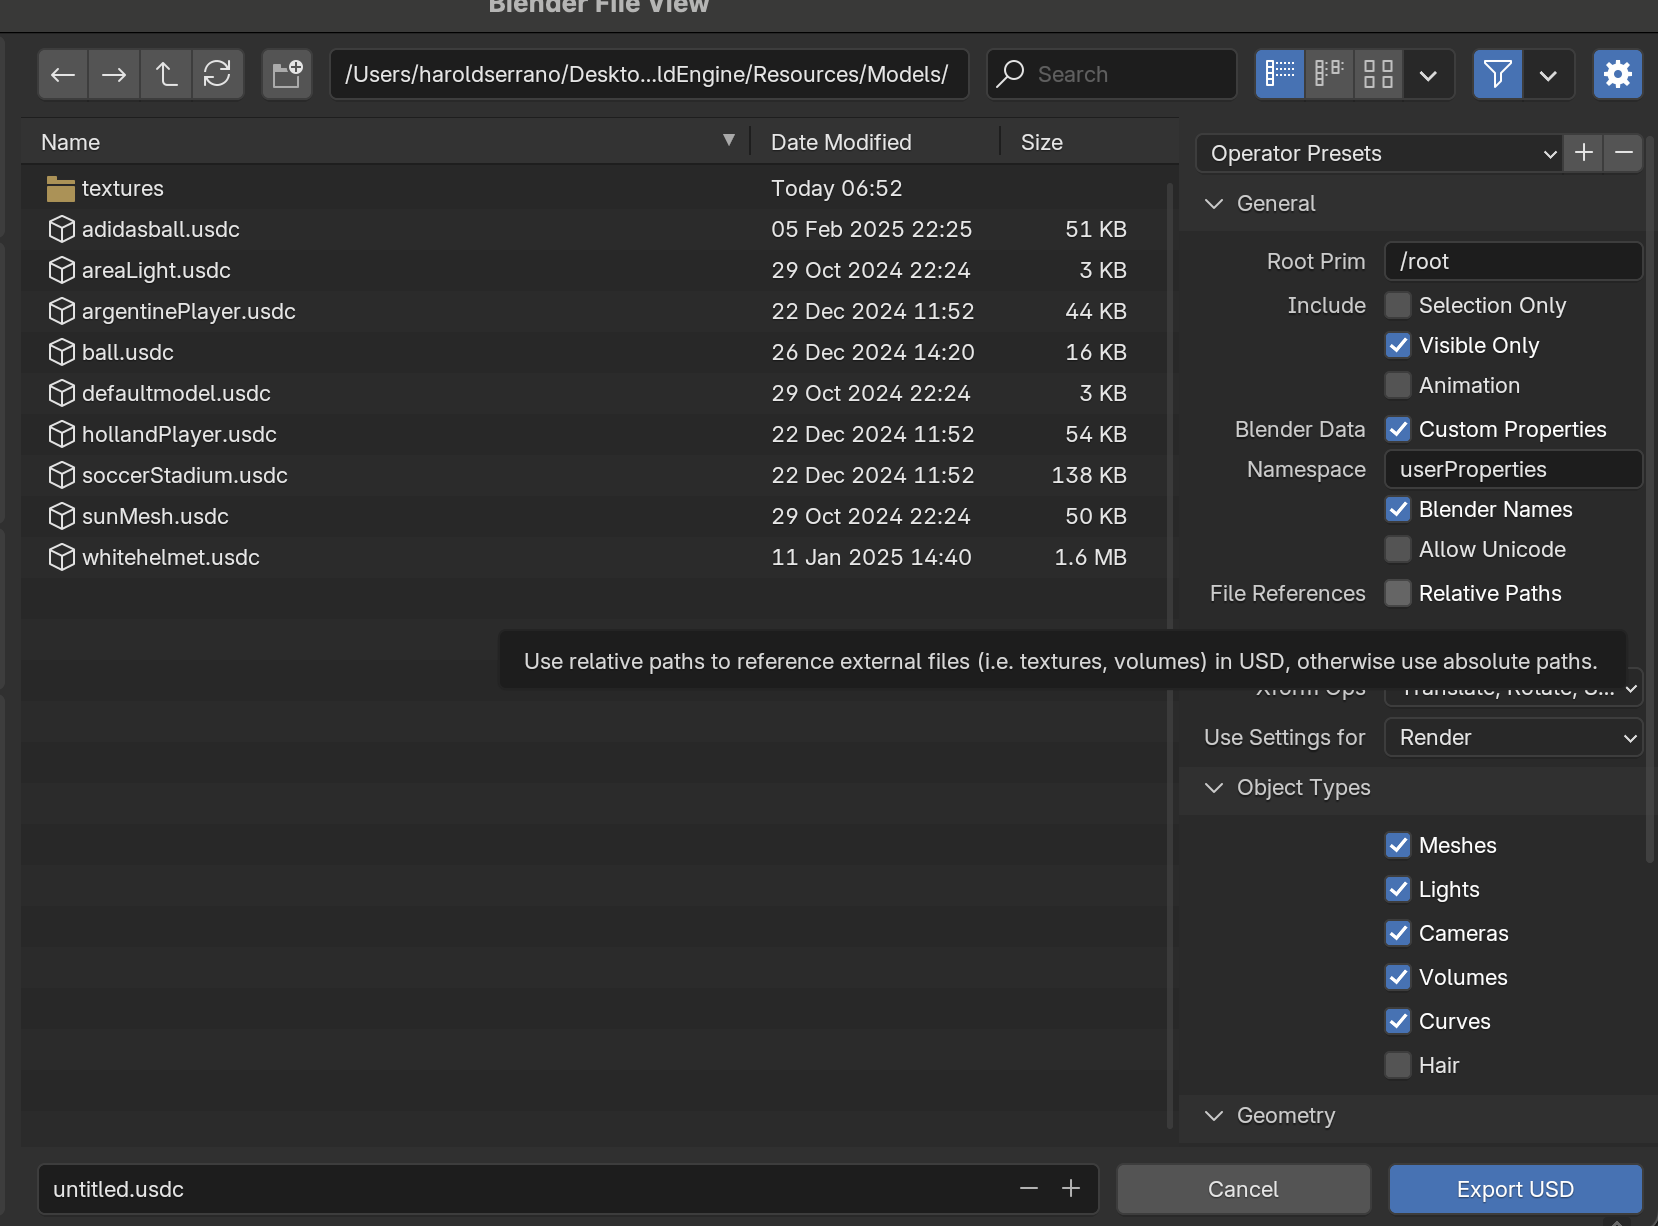 Blender File View
/Users/haroldserrano/Deskto...ldEngine/Resources/Models/
Search
Name Date Modified Size
textures Today 06:52
adidasball.usdc 05 Feb 2025 22:25 51 KB
areaLight.usdc 29 Oct 2024 22:24 3 KB
argentinePlayer.usdc 22 Dec 2024 11:52 44 KB
ball.usdc 26 Dec 2024 14:20 16 KB
defaultmodel.usdc 29 Oct 2024 22:24 3 KB
hollandPlayer.usdc 22 Dec 2024 11:52 54 KB
soccerStadium.usdc 22 Dec 2024 11:52 138 KB
sunMesh.usdc 29 Oct 2024 22:24 50 KB
whitehelmet.usdc 11 Jan 2025 14:40 1.6 MB
Operator Presets
General
Root Prim /root
Include Selection Only
Visible Only
Animation
Blender Data Custom Properties
Namespace userProperties
Blender Names
Allow Unicode
File References Relative Paths
Use relative paths to reference external files (i.e. textures, volumes) in USD, otherwise use absolute paths.
Xform Ops Translate, Rotate, S...
Use Settings for Render
Object Types
Meshes
Lights
Cameras
Volumes
Curves
Hair
Geometry
untitled.usdc
Cancel
Export USD